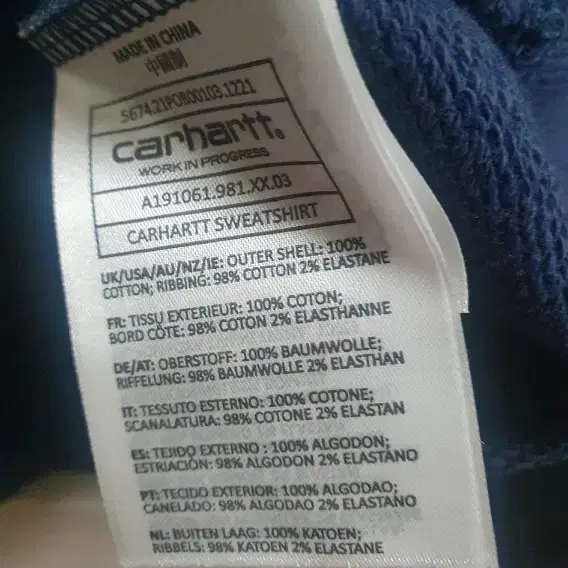 MADE IN CHINA
中國制
5674.21POB00103.1221
carhartt®
WORK IN PROGRESS
A191061.981.XX.03
CARHARTT SWEATSHIRT
UK/USA/AU/NZ/IE: OUTER SHELL: 100%
COTTON; RIBBING: 98% COTTON 2% ELASTANE
FR: TISSU EXTERIEUR: 100% COTON;
BORD CÔTE: 98% COTON 2% ELASTHANNE
DE/AT: OBERSTOFF: 100% BAUMWOLLE;
RIFFELUNG: 98% BAUMWOLLE 2% ELASTHAN
IT: TESSUTO ESTERNO: 100% COTONE;
SCANALATURA: 98% COTONE 2% ELASTAN
ES: TEJIDO EXTERNO : 100% ALGODON;
ESTRIACIÓN: 98% ALGODON 2% ELASTANO
PT: TECIDO EXTERIOR: 100% ALGODAO;
CANELADO: 98% ALGODAO 2% ELASTANO
NL: BUITEN LAAG: 100% KATOEN;
RIBBELS: 98% KATOEN 2% ELASTANE